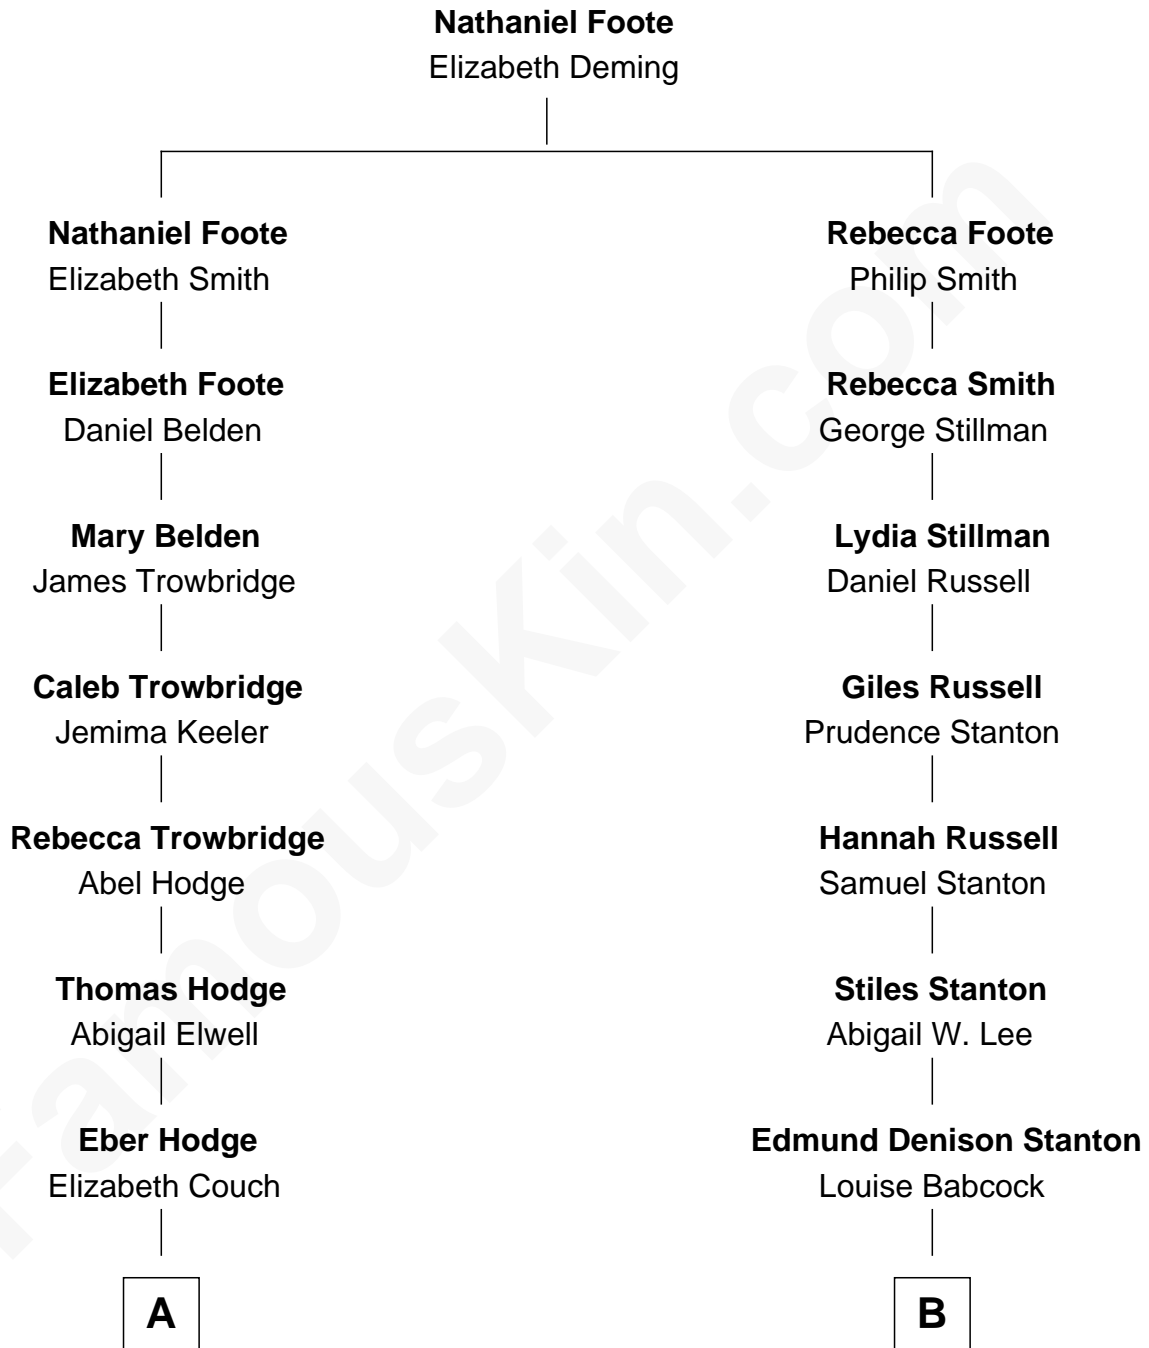 Nathaniel Foote
Elizabeth Deming
Nathaniel Foote
Elizabeth Smith
Elizabeth Foote
Daniel Belden
Mary Belden
James Trowbridge
Caleb Trowbridge
Jemima Keeler
Rebecca Trowbridge
Abel Hodge
Thomas Hodge
Abigail Elwell
Eber Hodge
Elizabeth Couch
A
Rebecca Foote
Philip Smith
Rebecca Smith
George Stillman
Lydia Stillman
Daniel Russell
Giles Russell
Prudence Stanton
Hannah Russell
Samuel Stanton
Stiles Stanton
Abigail W. Lee
Edmund Denison Stanton
Louise Babcock
B
FamousKin.com